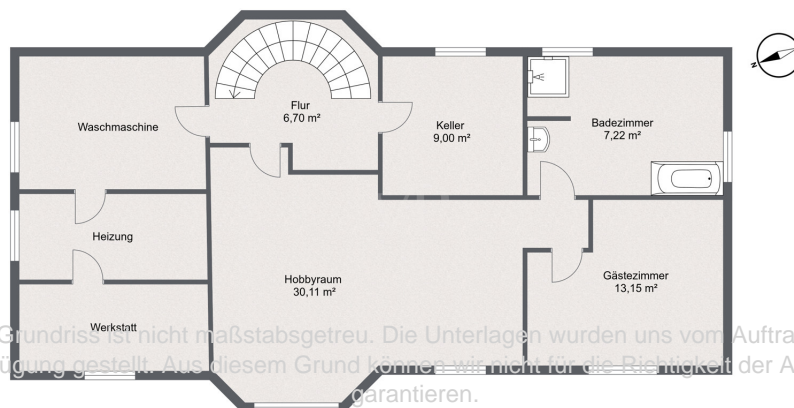 Flur
6,70 m²
Waschmaschine
Keller
9,00 m²
Badezimmer
7,22 m²
N
Heizung
Hobbyraum
30,11 m²
Gästezimmer
13,15 m²
Werkstatt
Grundriss ist nicht maßstabsgetreu. Die Unterlagen wurden uns vom
gestellt. Aus diesem Grund können wir nicht für die Richtigkeit der
garantieren.